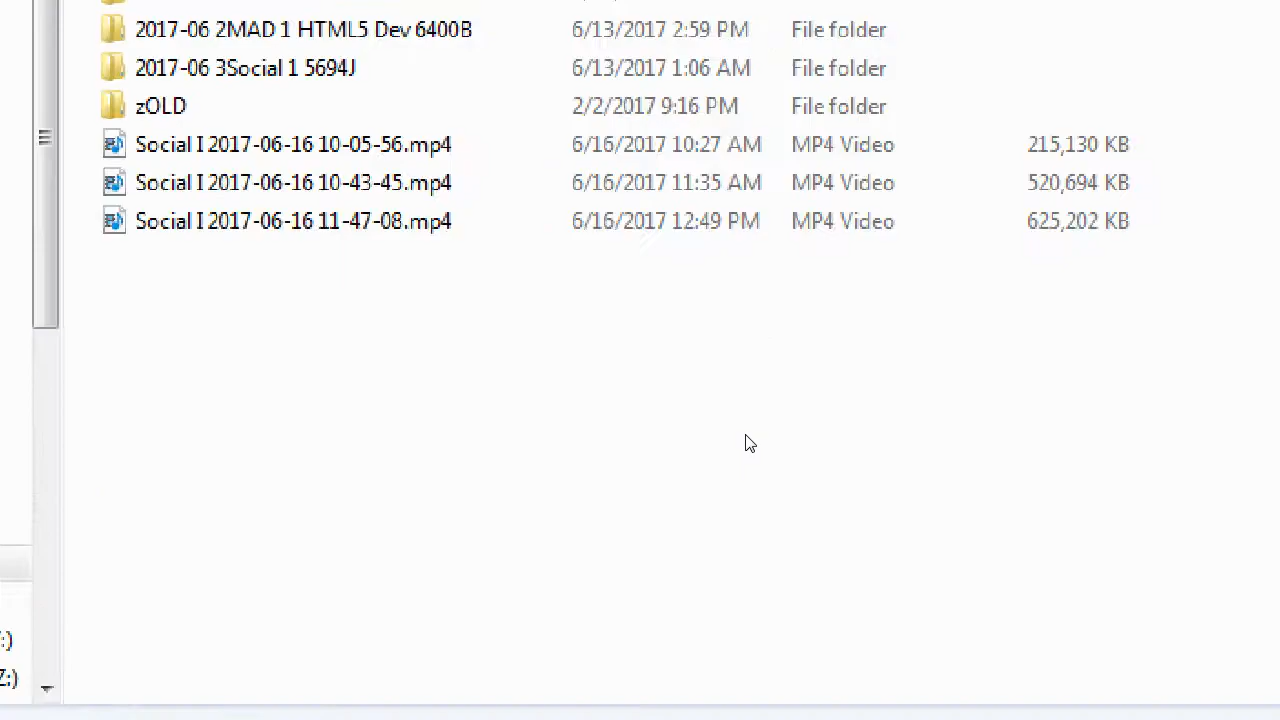 2017-06 2MAD 1 HTML5 Dev 6400B 6/13/2017 2:59 PM File folder
2017-06 3Social 1 5694J 6/13/2017 1:06 AM File folder
zOLD 2/2/2017 9:16 PM File folder
Social I 2017-06-16 10-05-56.mp4 6/16/2017 10:27 AM MP4 Video 215,130 KB
Social I 2017-06-16 10-43-45.mp4 6/16/2017 11:35 AM MP4 Video 520,694 KB
Social I 2017-06-16 11-47-08.mp4 6/16/2017 12:49 PM MP4 Video 625,202 KB
:)
Z:)